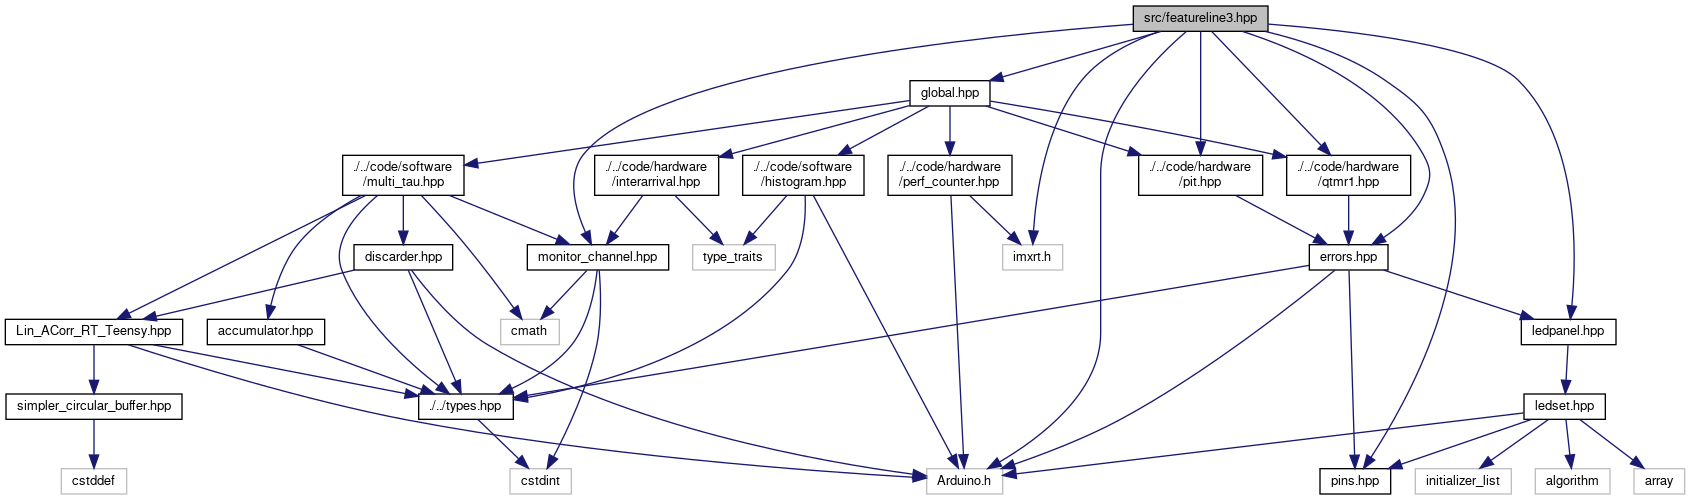 src/featureline3.hpp
global.hpp
./../code/software
/multi_tau.hpp
./../code/hardware
/interarrival.hpp
./../code/software
/histogram.hpp
./../code/hardware
/perf_counter.hpp
./../code/hardware
/pit.hpp
./../code/hardware
/qtmr1.hpp
discarder.hpp
monitor_channel.hpp
type_traits
imxrt.h
errors.hpp
Lin_ACorr_RT_Teensy.hpp
accumulator.hpp
cmath
ledpanel.hpp
simpler_circular_buffer.hpp
./../types.hpp
ledset.hpp
cstddef
cstdint
Arduino.h
pins.hpp
initializer_list
algorithm
array